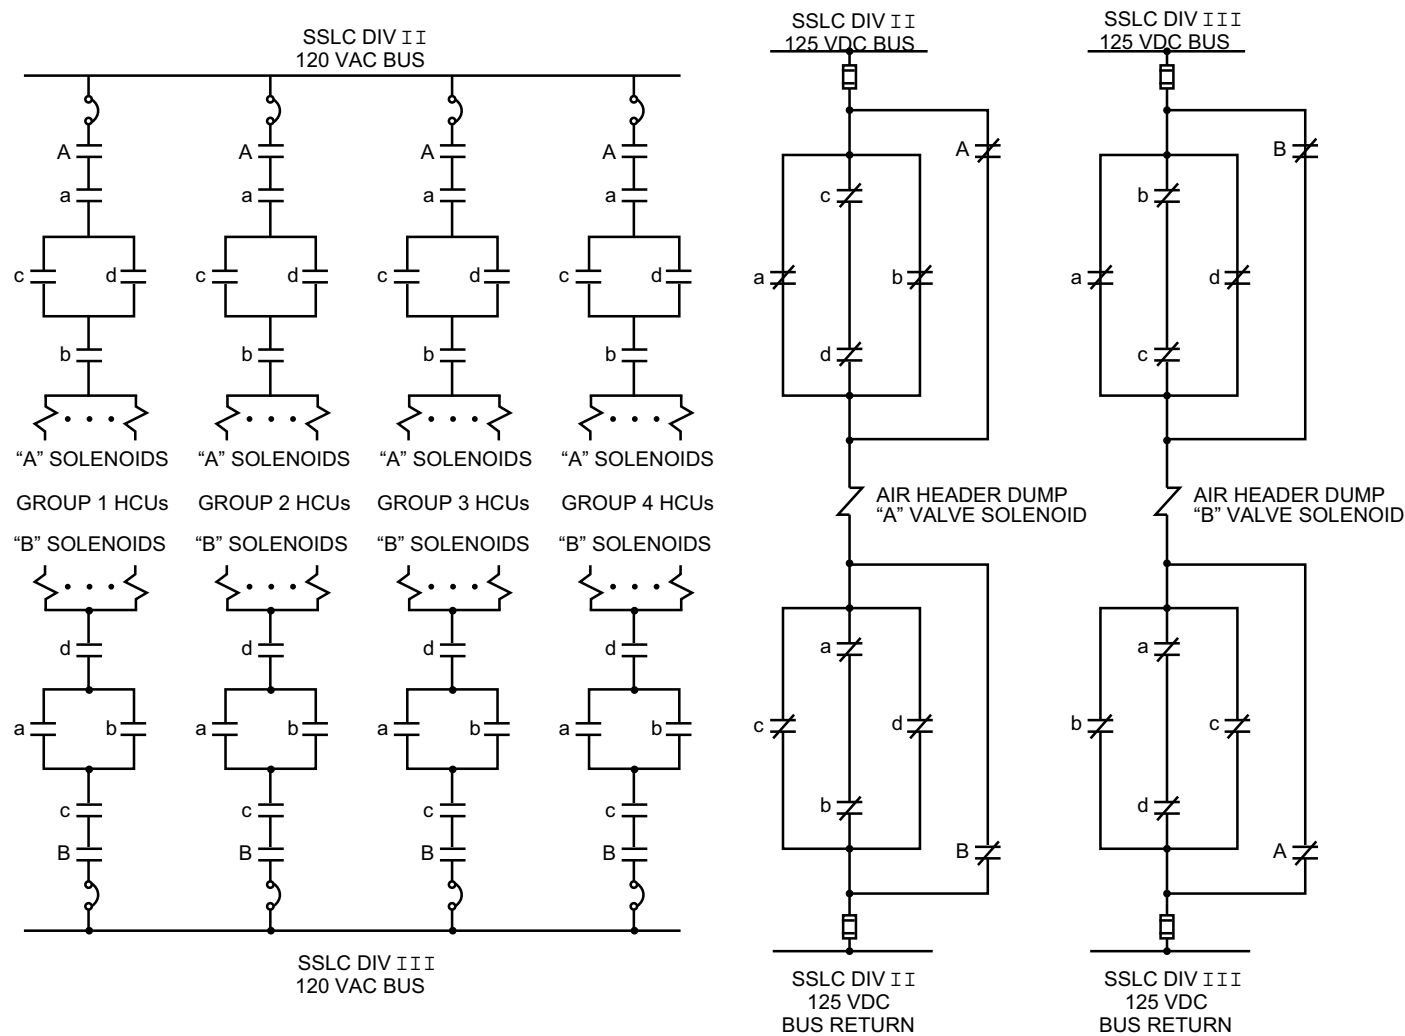 SSLC DIV II
120 VAC BUS
A
A
A
A
a
a
a
a
c
d
c
d
c
d
c
d
b
b
b
b
"A" SOLENOIDS
"A" SOLENOIDS
"A" SOLENOIDS
"A" SOLENOIDS
GROUP 1 HCUs
GROUP 2 HCUs
GROUP 3 HCUs
GROUP 4 HCUs
"B" SOLENOIDS
"B" SOLENOIDS
"B" SOLENOIDS
"B" SOLENOIDS
d
d
d
d
a
b
a
b
a
b
a
b
c
c
c
c
B
B
B
B
SSLC DIV III
120 VAC BUS
SSLC DIV II
125 VDC BUS
A
c
a
b
d
AIR HEADER DUMP
"A" VALVE SOLENOID
a
c
d
b
B
SSLC DIV II
125 VDC
BUS RETURN
SSLC DIV III
125 VDC BUS
B
b
a
d
c
AIR HEADER DUMP
"B" VALVE SOLENOID
a
b
c
d
A
SSLC DIV III
125 VDC
BUS RETURN